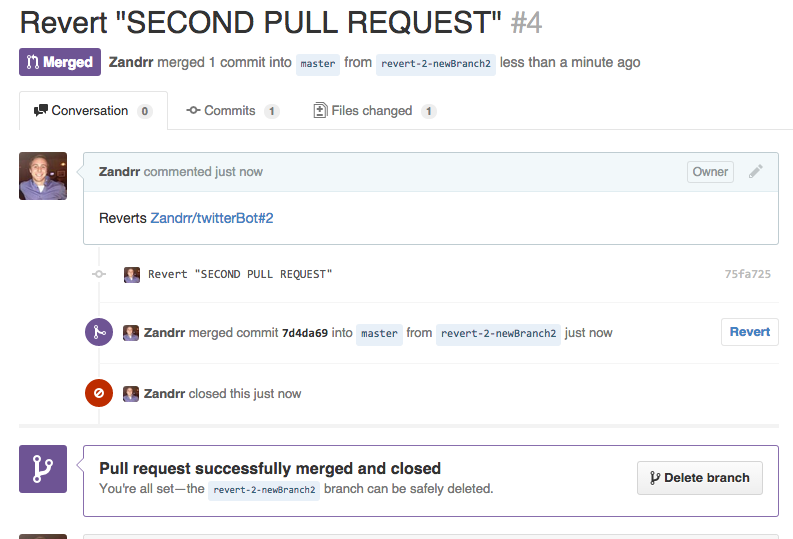 Revert "SECOND PULL REQUEST" #4
Merged Zandrr merged 1 commit into master from revert-2-newBranch2 less than a minute ago
Conversation 0 Commits 1 Files changed 1
Zandrr commented just now Owner
Reverts Zandrr/twitterBot#2
Revert "SECOND PULL REQUEST" 75fa725
Zandrr merged commit 7d4da69 into master from revert-2-newBranch2 just now Revert
Zandrr closed this just now
Pull request successfully merged and closed
You're all set—the revert-2-newBranch2 branch can be safely deleted.
Delete branch